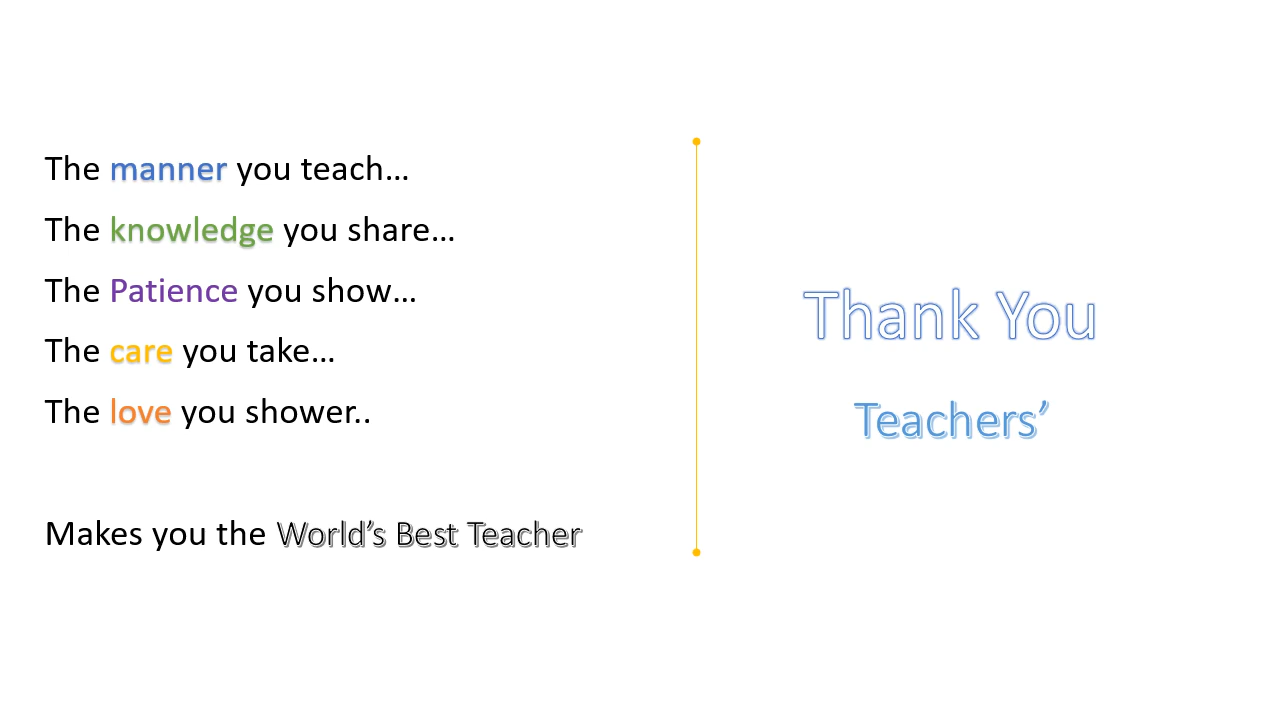 The manner you teach…
The knowledge you share…
The Patience you show…
The care you take…
The love you shower..
Makes you the World’s Best Teacher
Thank You
Teachers’